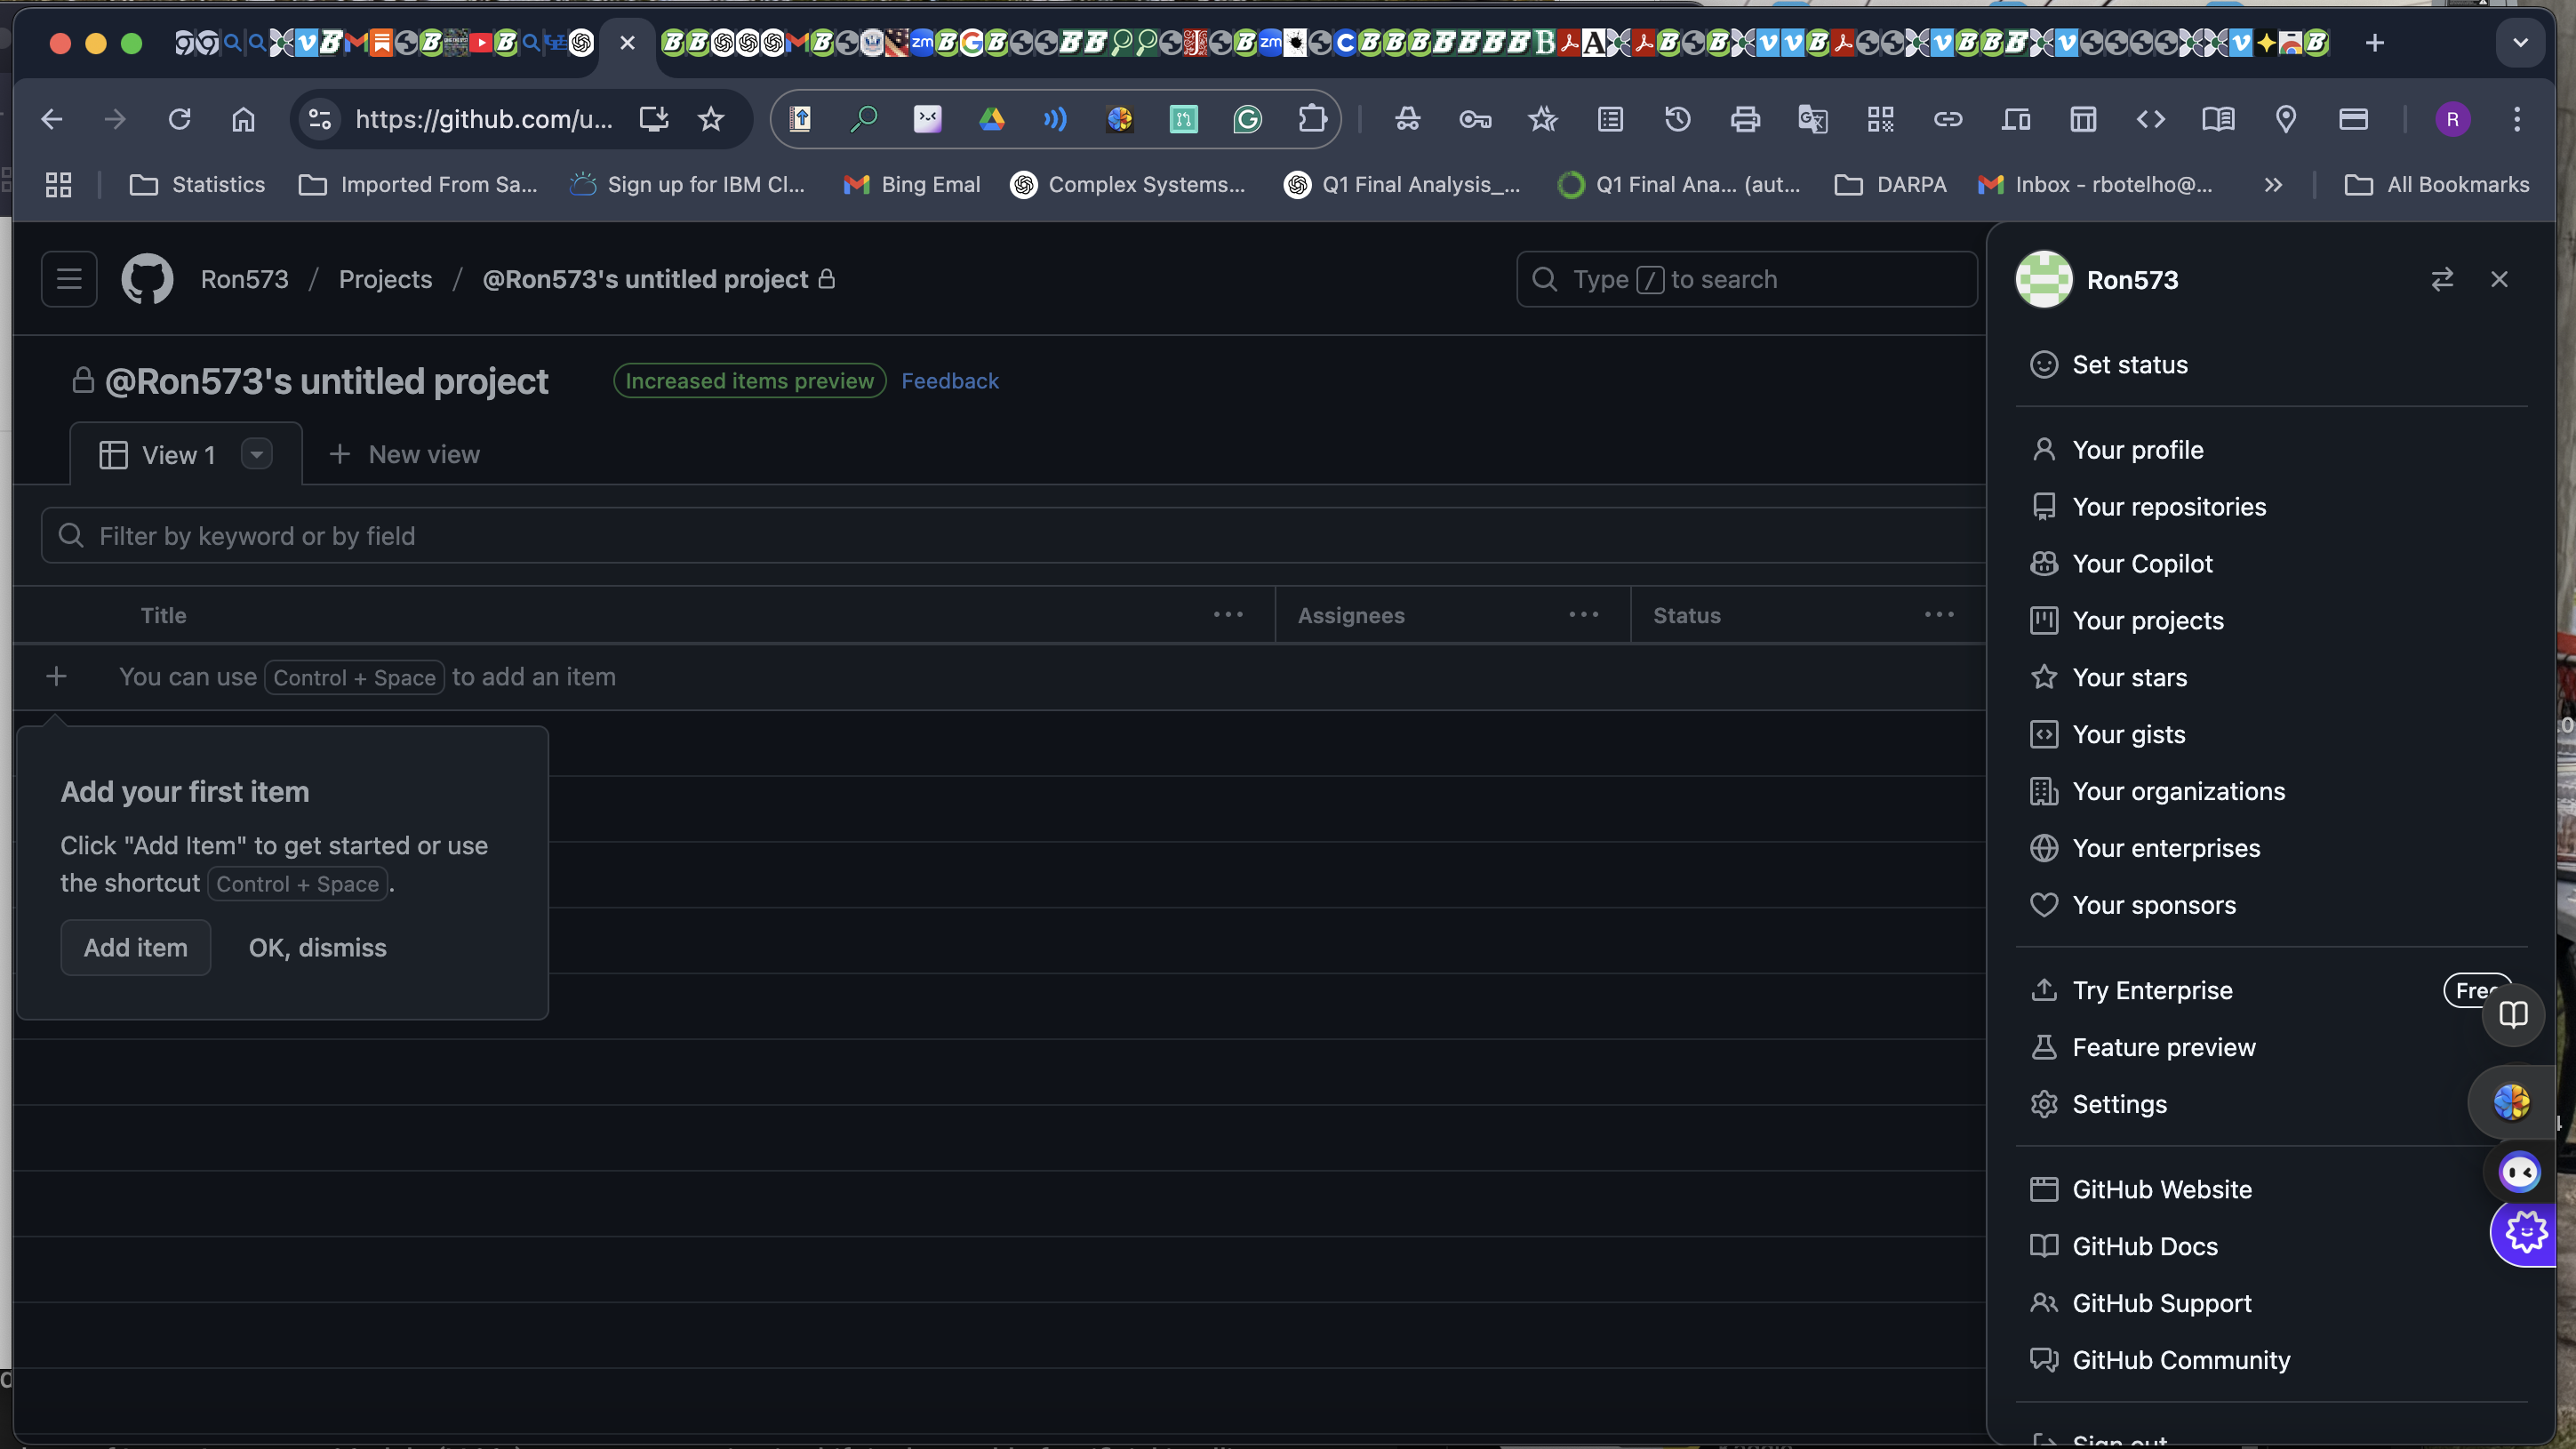 https://github.com/u...
R
Statistics
Imported From Sa...
Sign up for IBM Cl...
Bing Emal
Complex Systems...
Q1 Final Analysis_...
Q1 Final Ana... (aut...
DARPA
Inbox - rbotelho@...
All Bookmarks
Ron573 / Projects / @Ron573's untitled project
Type / to search
@Ron573's untitled project
Increased items preview
Feedback
View 1
New view
Filter by keyword or by field
Title
Assignees
Status
You can use Control + Space to add an item
Add your first item
Click "Add Item" to get started or use
the shortcut Control + Space.
Add item
OK, dismiss
Ron573
Set status
Your profile
Your repositories
Your Copilot
Your projects
Your stars
Your gists
Your organizations
Your enterprises
Your sponsors
Try Enterprise
Free
Feature preview
Settings
GitHub Website
GitHub Docs
GitHub Support
GitHub Community
Sign out